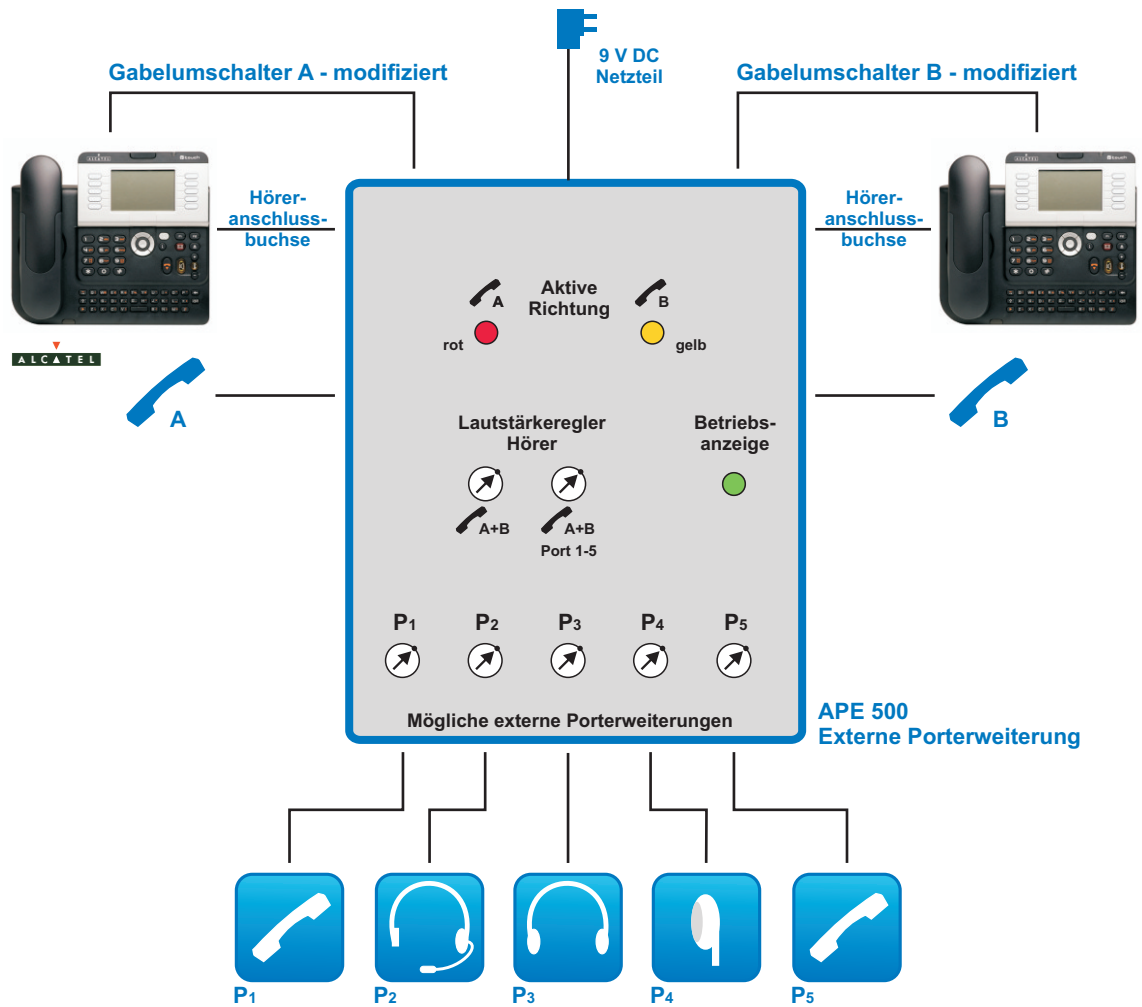 9 V DC
Netzteil
Gabelumschalter A - modifiziert
Gabelumschalter B - modifiziert
Hörer-
anschluss-
buchse
Hörer-
anschluss-
buchse
ALCATEL
A
B
Aktive
Richtung
A
B
rot
gelb
Lautstärkeregler
Hörer
Betriebs-
anzeige
A+B
A+B
Port 1-5
P1
P2
P3
P4
P5
Mögliche externe Porterweiterungen
APE 500
Externe Porterweiterung
P1
P2
P3
P4
P5